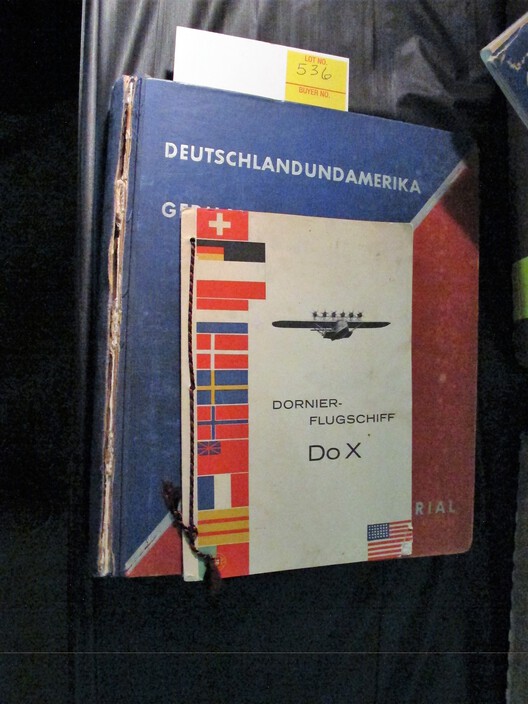 LOT NO.
536
BUYER NO.
DEUTSCHLANDUNDAMERIKA
DORNIER-
FLUGSCHIFF
Do X
RIAL